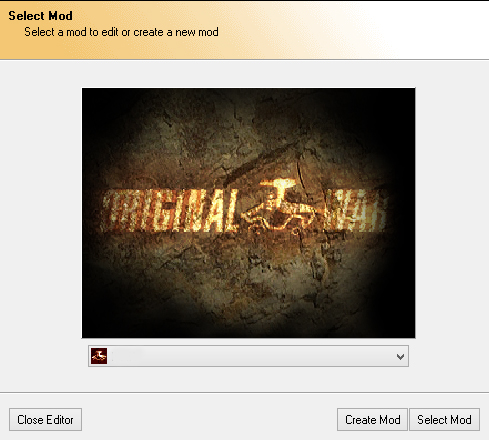 Select Mod
Select a mod to edit or create a new mod
ORIGINAL WAR
Close Editor
Create Mod
Select Mod